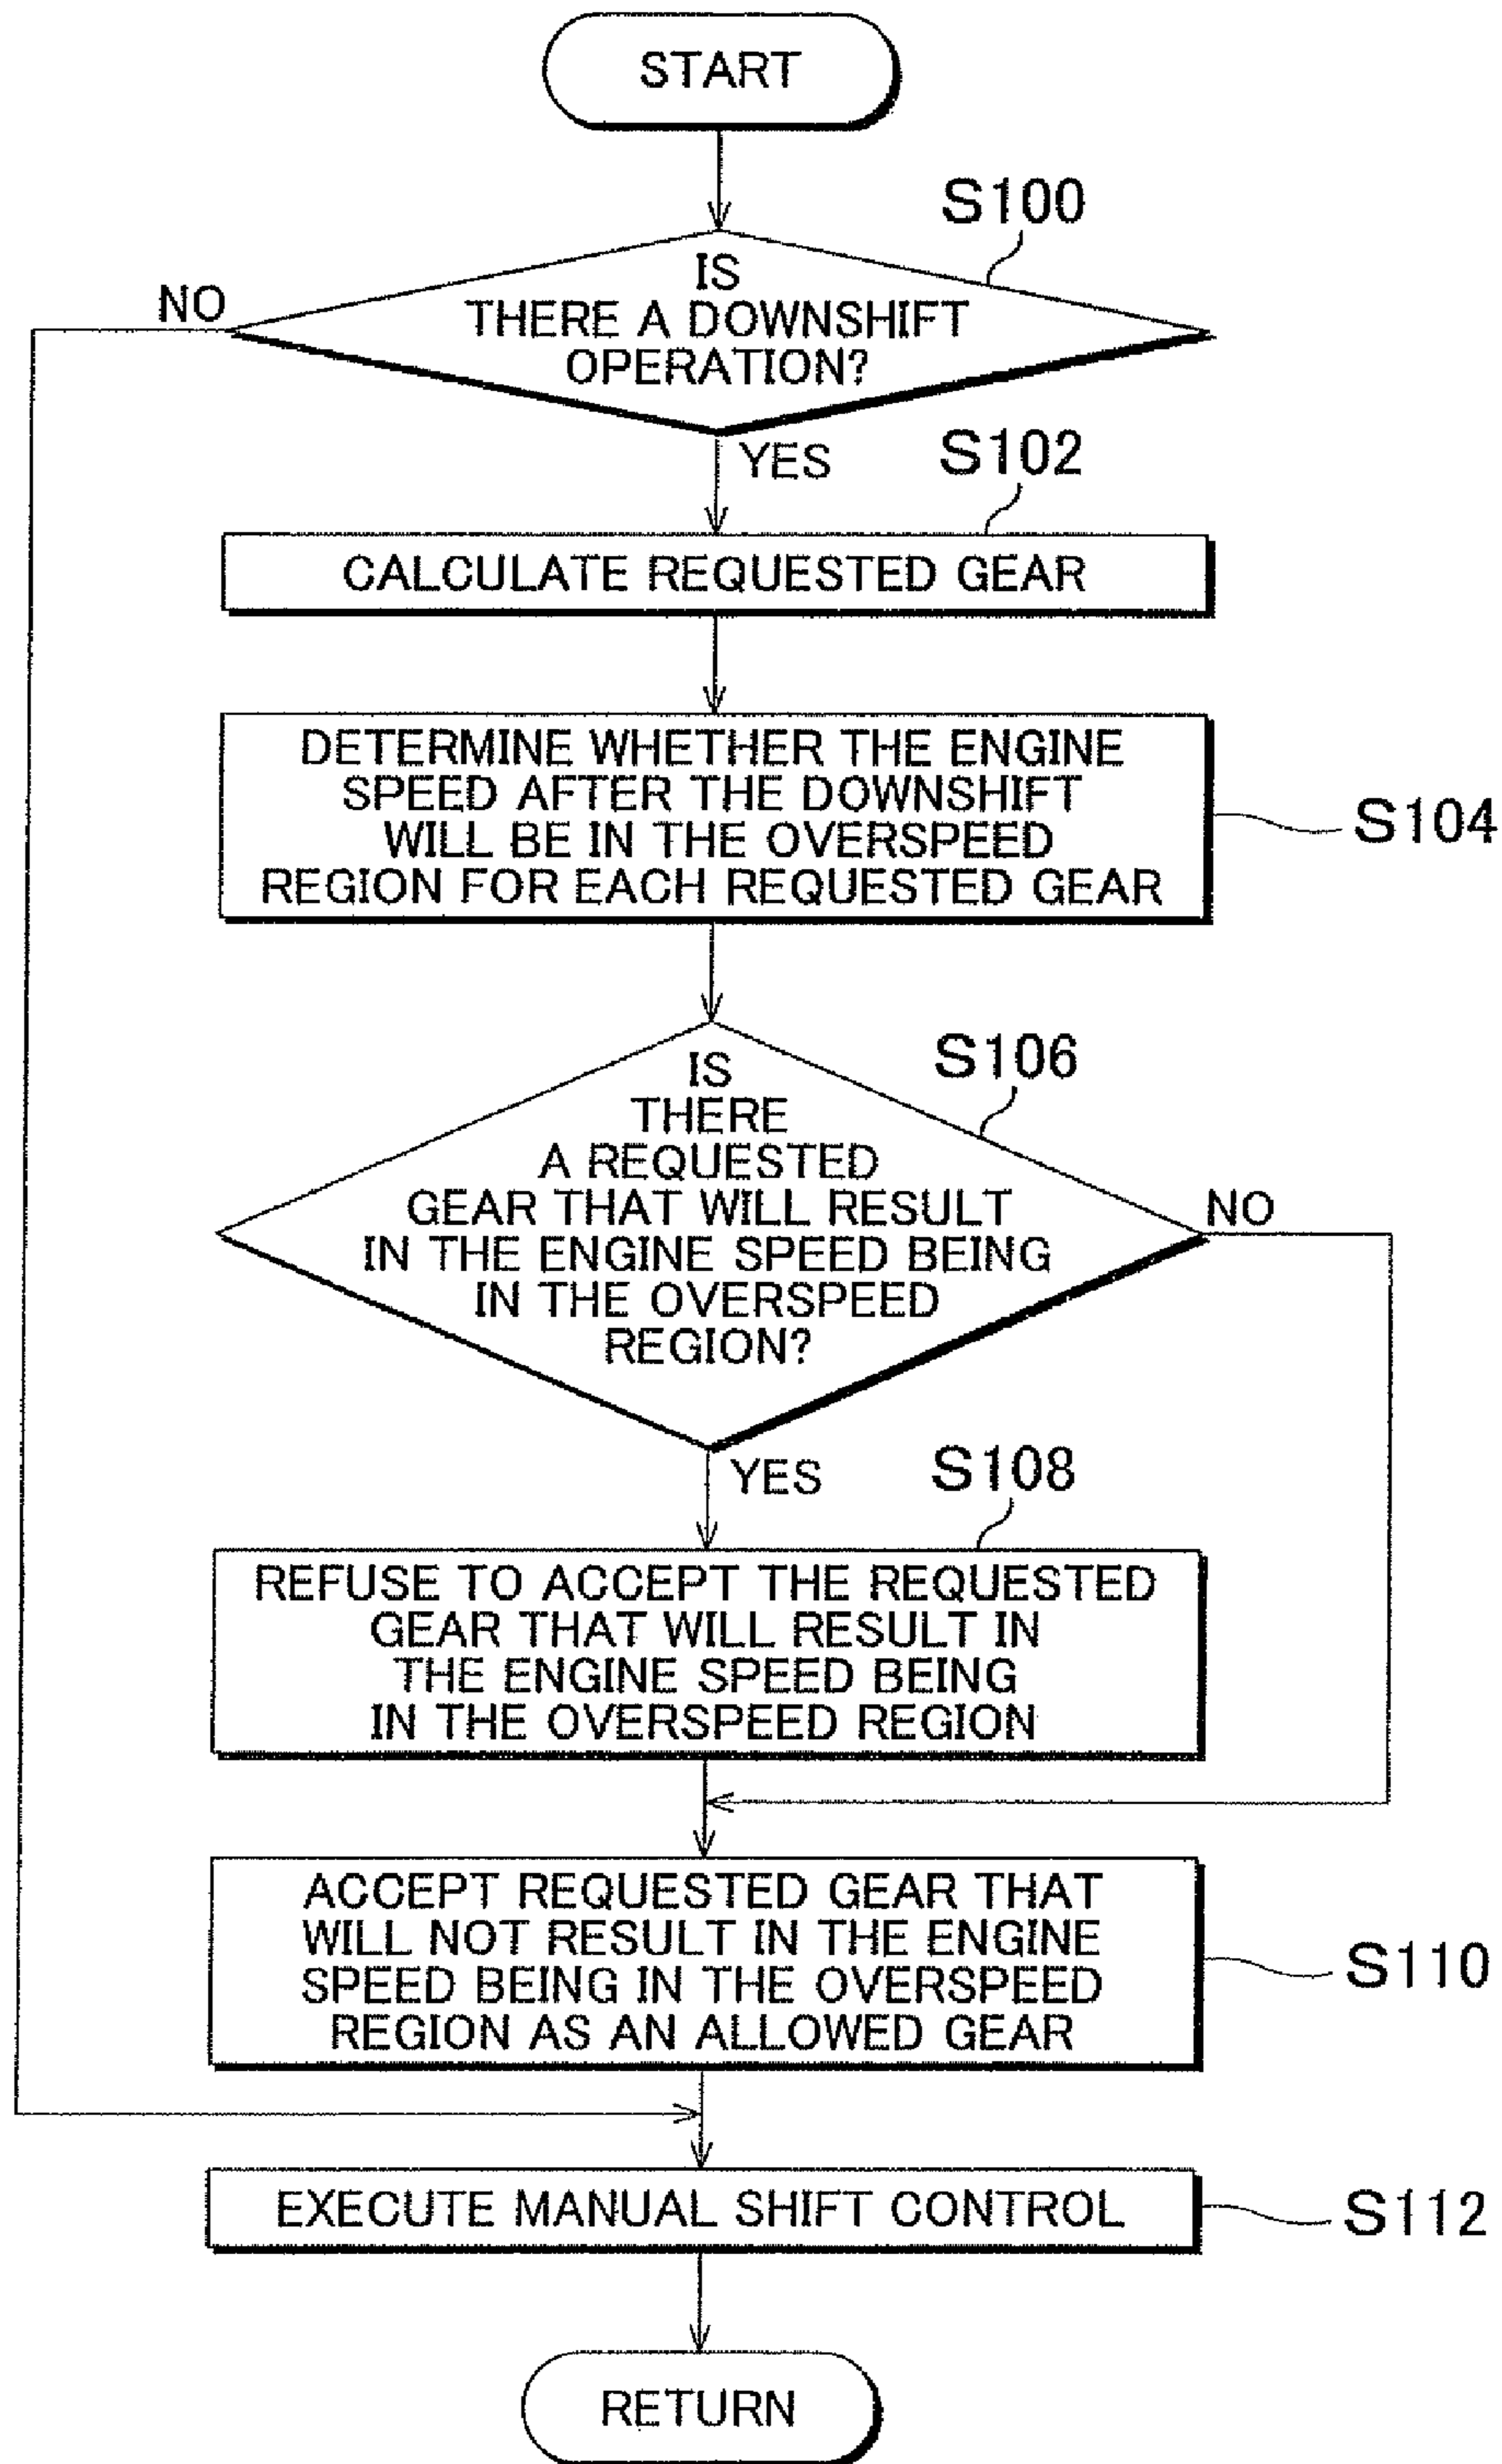 START
S100
IS
THERE A DOWNSHIFT
OPERATION?
NO
YES
S102
CALCULATE REQUESTED GEAR
DETERMINE WHETHER THE ENGINE
SPEED AFTER THE DOWNSHIFT
WILL BE IN THE OVERSPEED
REGION FOR EACH REQUESTED GEAR
S104
S106
IS
THERE
A REQUESTED
GEAR THAT WILL RESULT
IN THE ENGINE SPEED BEING
IN THE OVERSPEED
REGION?
NO
YES
S108
REFUSE TO ACCEPT THE REQUESTED
GEAR THAT WILL RESULT IN
THE ENGINE SPEED BEING
IN THE OVERSPEED REGION
ACCEPT REQUESTED GEAR THAT
WILL NOT RESULT IN THE ENGINE
SPEED BEING IN THE OVERSPEED
REGION AS AN ALLOWED GEAR
S110
EXECUTE MANUAL SHIFT CONTROL
S112
RETURN